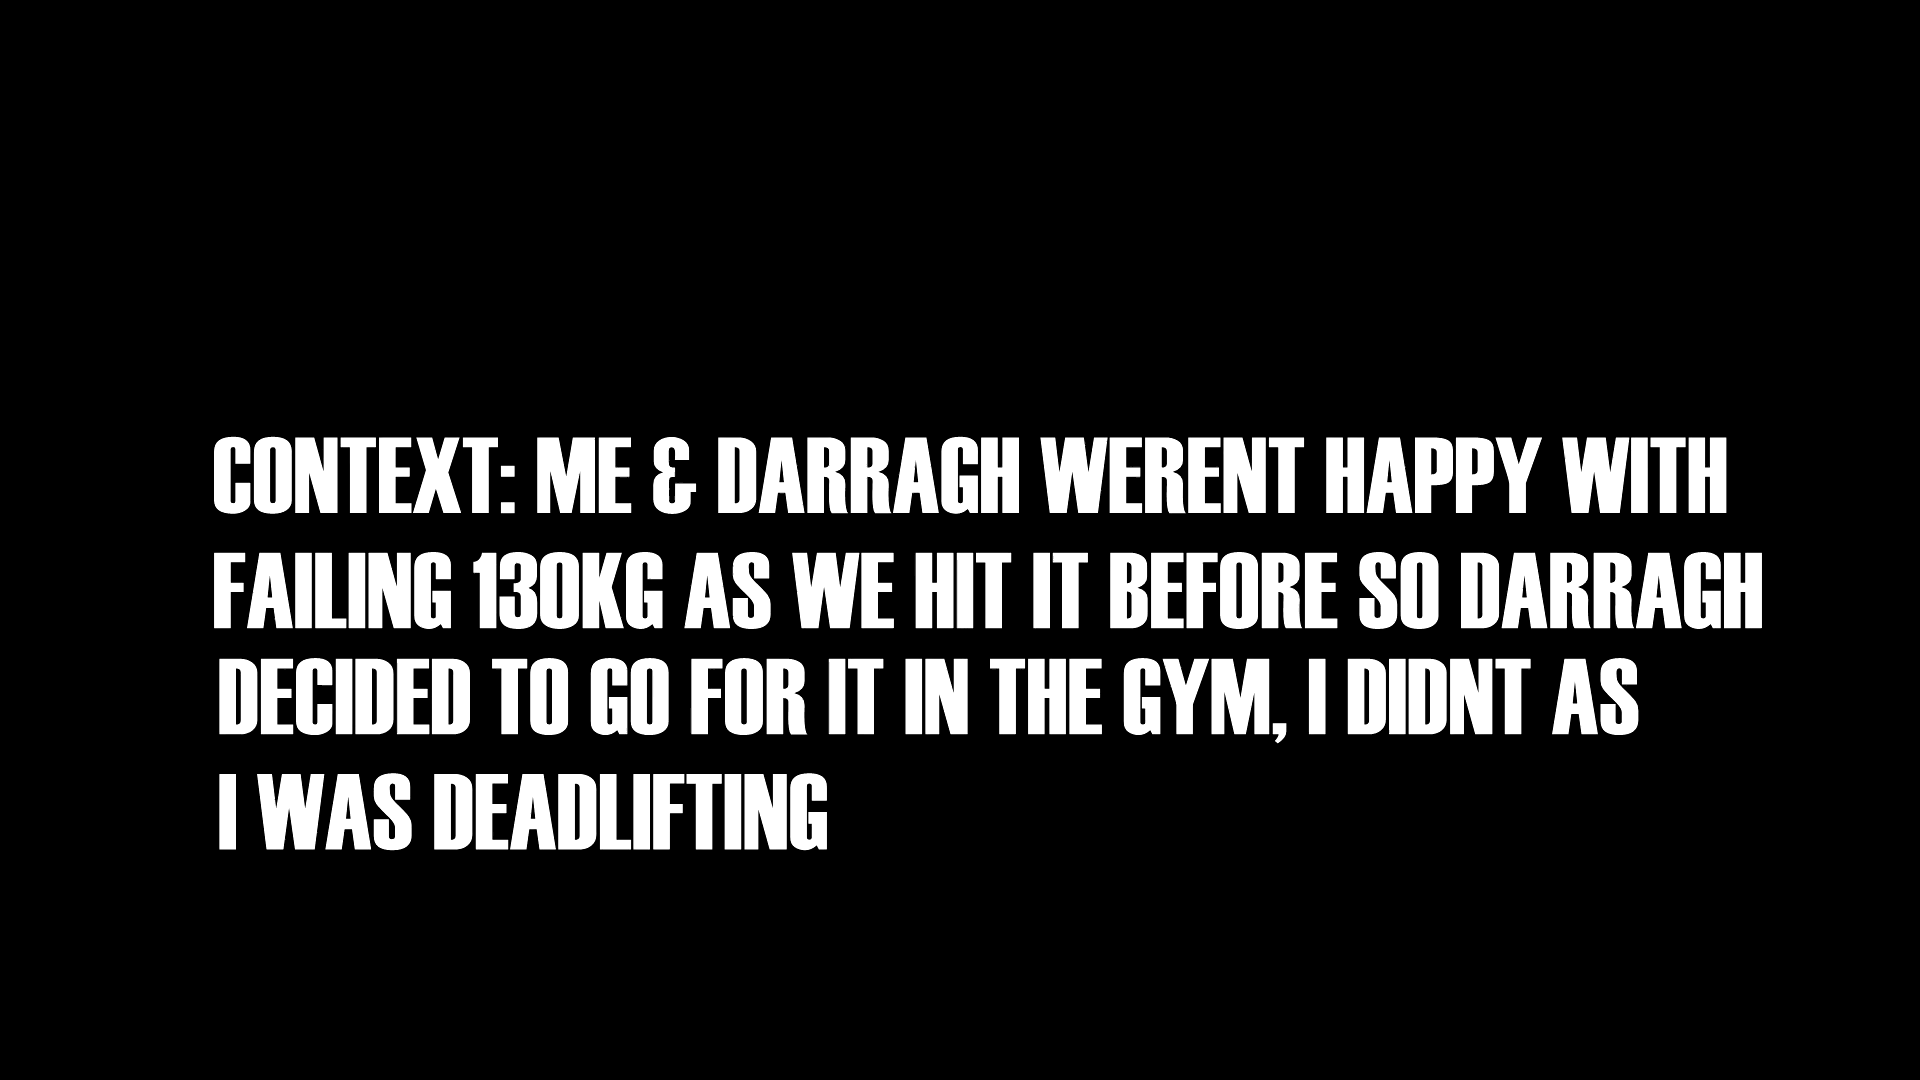 CONTEXT: ME & DARRAGH WERENT HAPPY WITH
FAILING 130KG AS WE HIT IT BEFORE SO DARRAGH
DECIDED TO GO FOR IT IN THE GYM, I DIDNT AS
I WAS DEADLIFTING